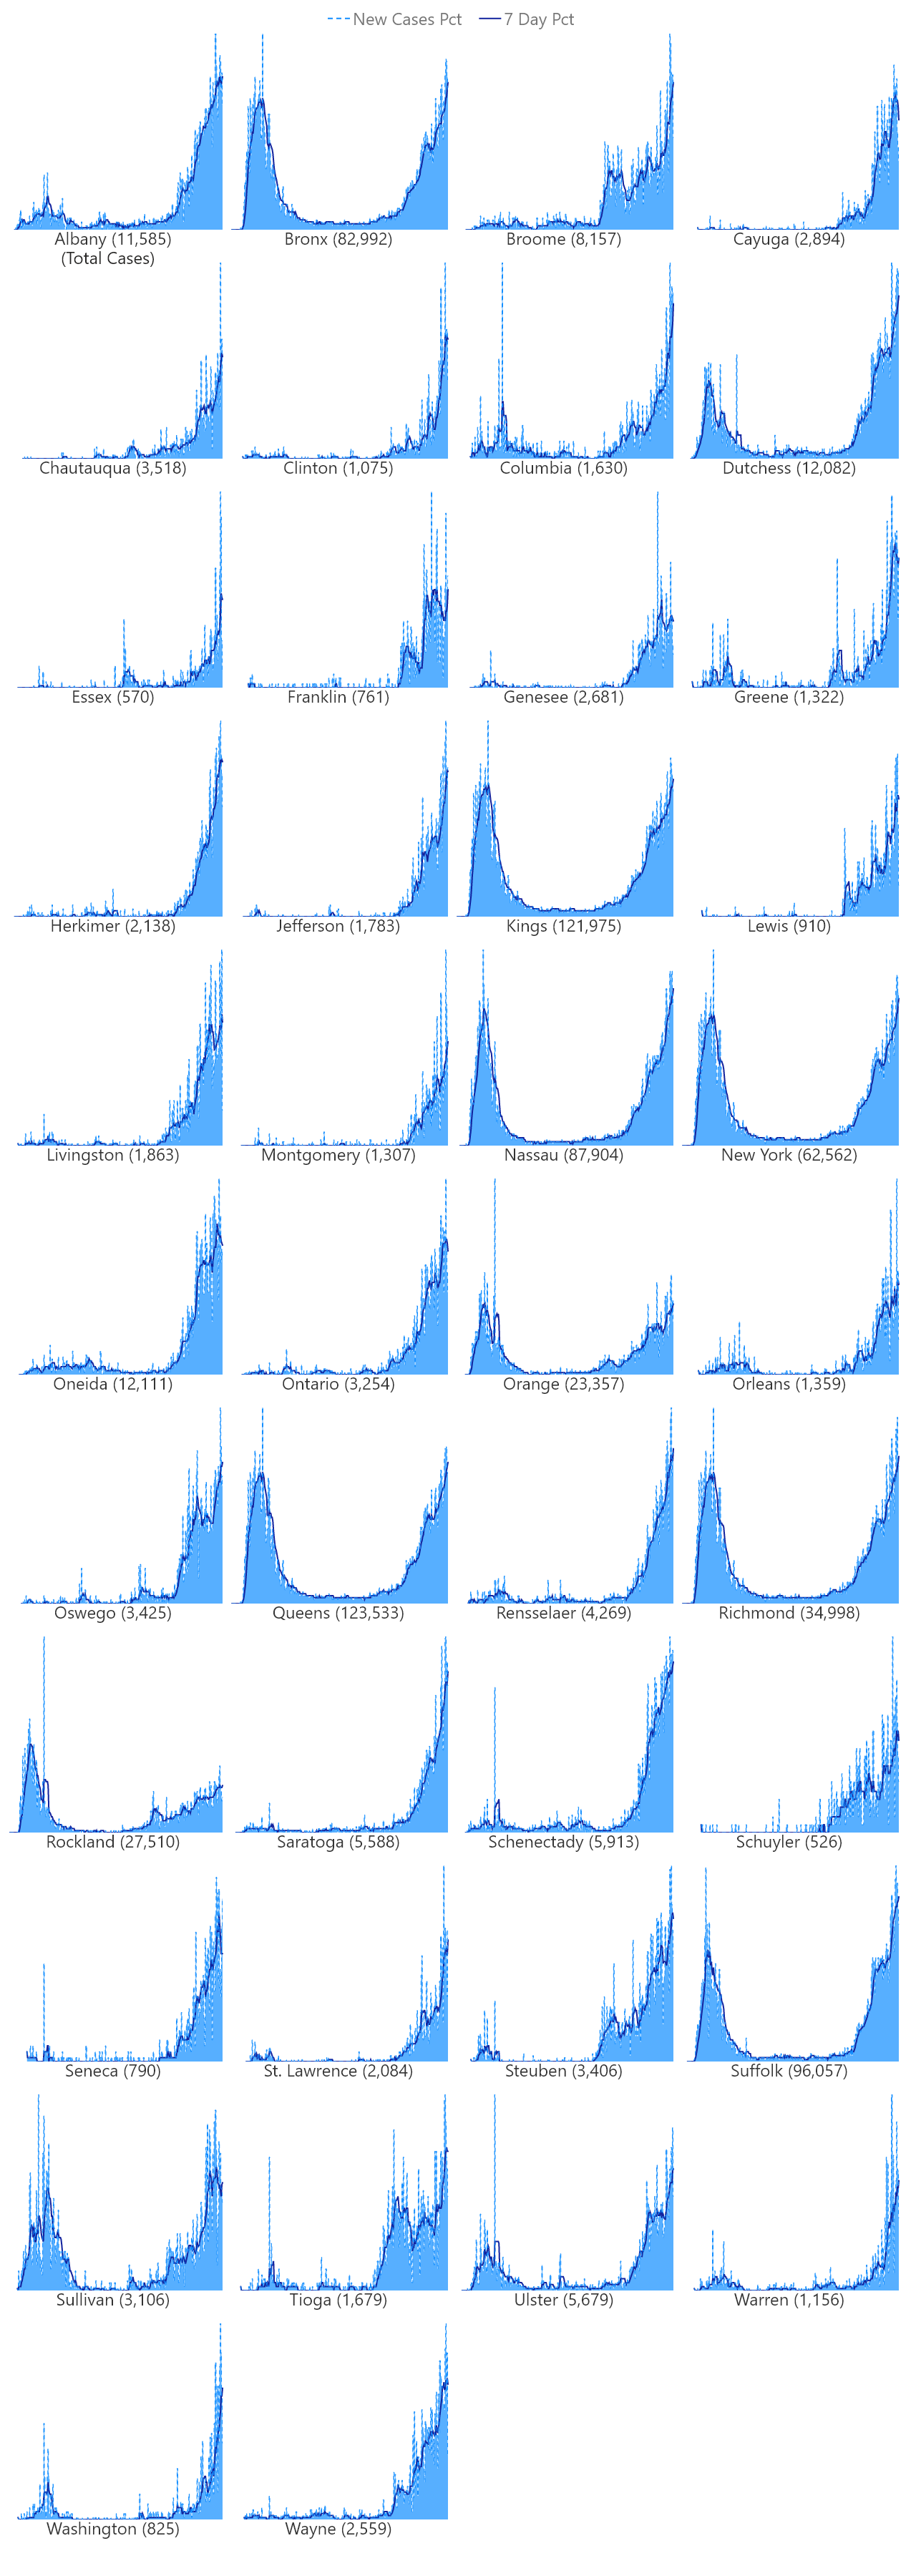 New Cases Pct 7 Day Pct
Albany (11,585) Bronx (82,992) Broome (8,157) Cayuga (2,894)
(Total Cases)
Chautauqua (3,518) Clinton (1,075) Columbia (1,630) Dutchess (12,082)
Essex (570) Franklin (761) Genesee (2,681) Greene (1,322)
Herkimer (2,138) Jefferson (1,783) Kings (121,975) Lewis (910)
Livingston (1,863) Montgomery (1,307) Nassau (87,904) New York (62,562)
Oneida (12,111) Ontario (3,254) Orange (23,357) Orleans (1,359)
Oswego (3,425) Queens (123,533) Rensselaer (4,269) Richmond (34,998)
Rockland (27,510) Saratoga (5,588) Schenectady (5,913) Schuyler (526)
Seneca (790) St. Lawrence (2,084) Steuben (3,406) Suffolk (96,057)
Sullivan (3,106) Tioga (1,679) Ulster (5,679) Warren (1,156)
Washington (825) Wayne (2,559)